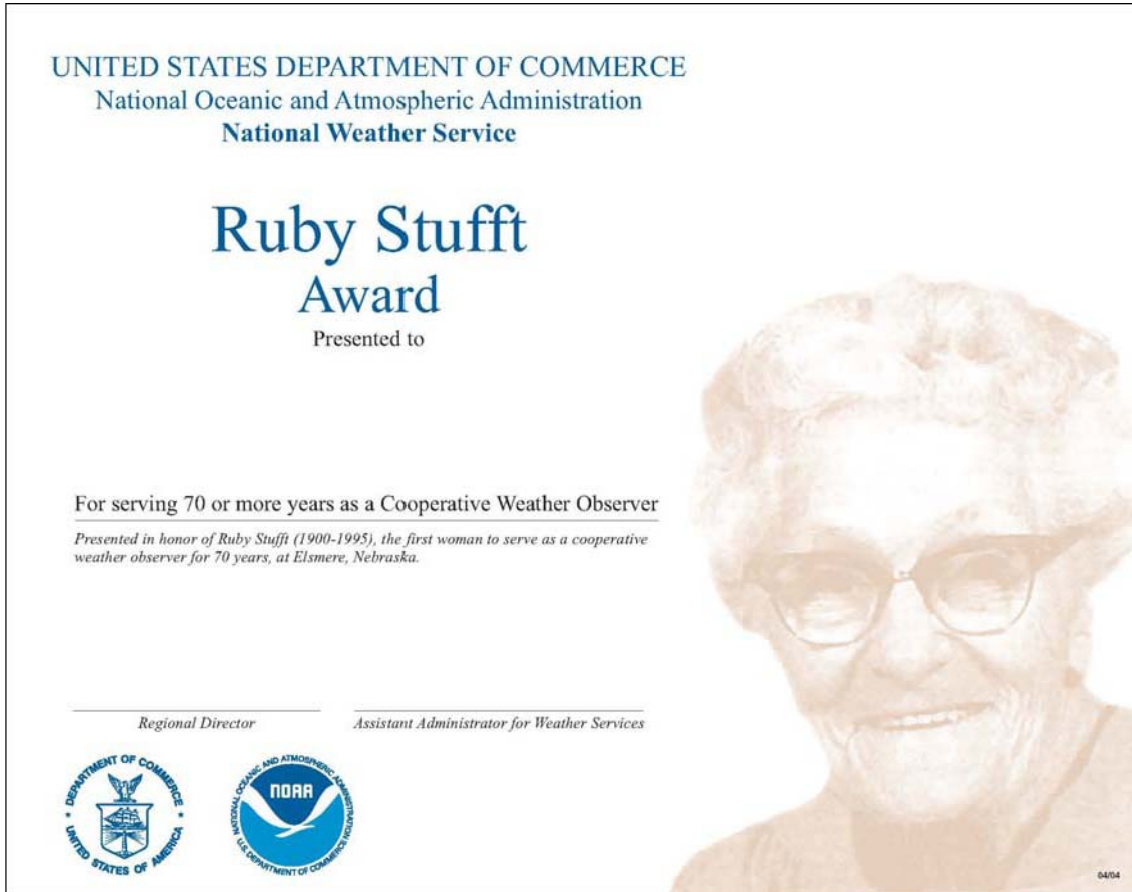 UNITED STATES DEPARTMENT OF COMMERCE
National Oceanic and Atmospheric Administration
National Weather Service
Ruby Stufft
Award
Presented to
For serving 70 or more years as a Cooperative Weather Observer
Presented in honor of Ruby Stufft (1900-1995), the first woman to serve as a cooperative
weather observer for 70 years, at Elsmere, Nebraska.
Regional Director
Assistant Administrator for Weather Services
DEPARTMENT OF COMMERCE
UNITED STATES OF AMERICA
NATIONAL OCEANIC AND ATMOSPHERIC ADMINISTRATION
NOAA
U.S. DEPARTMENT OF COMMERCE
04/04